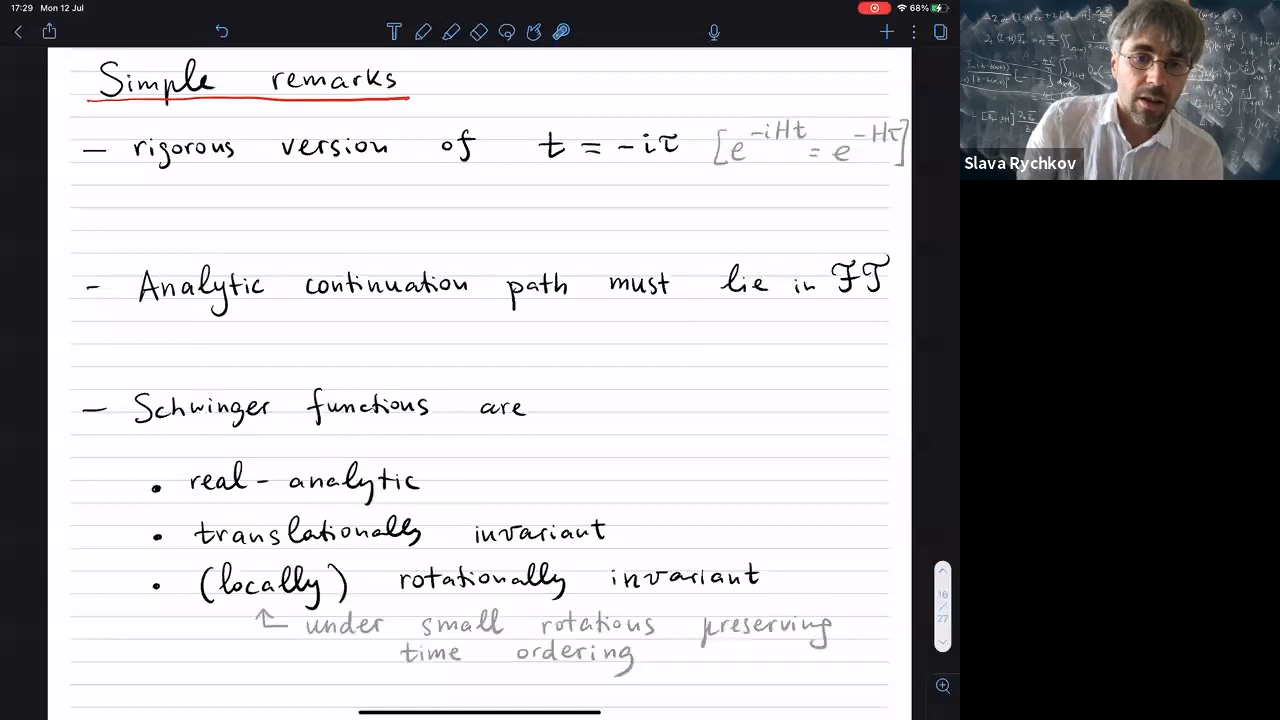 17:29 Mon 12 Jul
68%
Simple remarks
— rigorous version of t = -iτ [e^{-iHt} = e^{-Hτ}]
- Analytic continuation path must lie in ℱ𝒯
— Schwinger functions are
• real-analytic
• translationally invariant
• (locally) rotationally invariant
under small rotations preserving
time ordering
16
/
27
Slava Rychkov